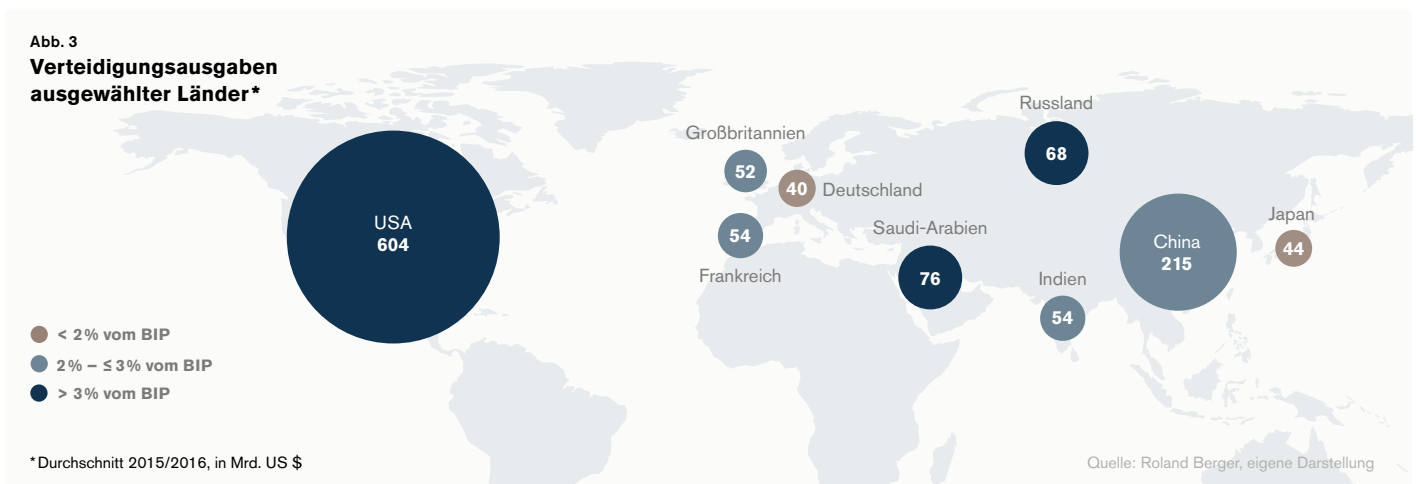 Abb. 3
Verteidigungsausgaben
ausgewählter Länder*
Russland
68
Großbritannien
52
40 Deutschland
USA
604
54
Frankreich
Saudi-Arabien
76
China
215
Japan
44
Indien
54
< 2% vom BIP
2% – ≤ 3% vom BIP
> 3% vom BIP
*Durchschnitt 2015/2016, in Mrd. US $
Quelle: Roland Berger, eigene Darstellung